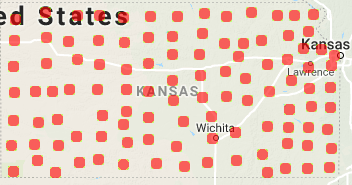 ed States
Kansas
Lawrence
KANSAS
Wichita